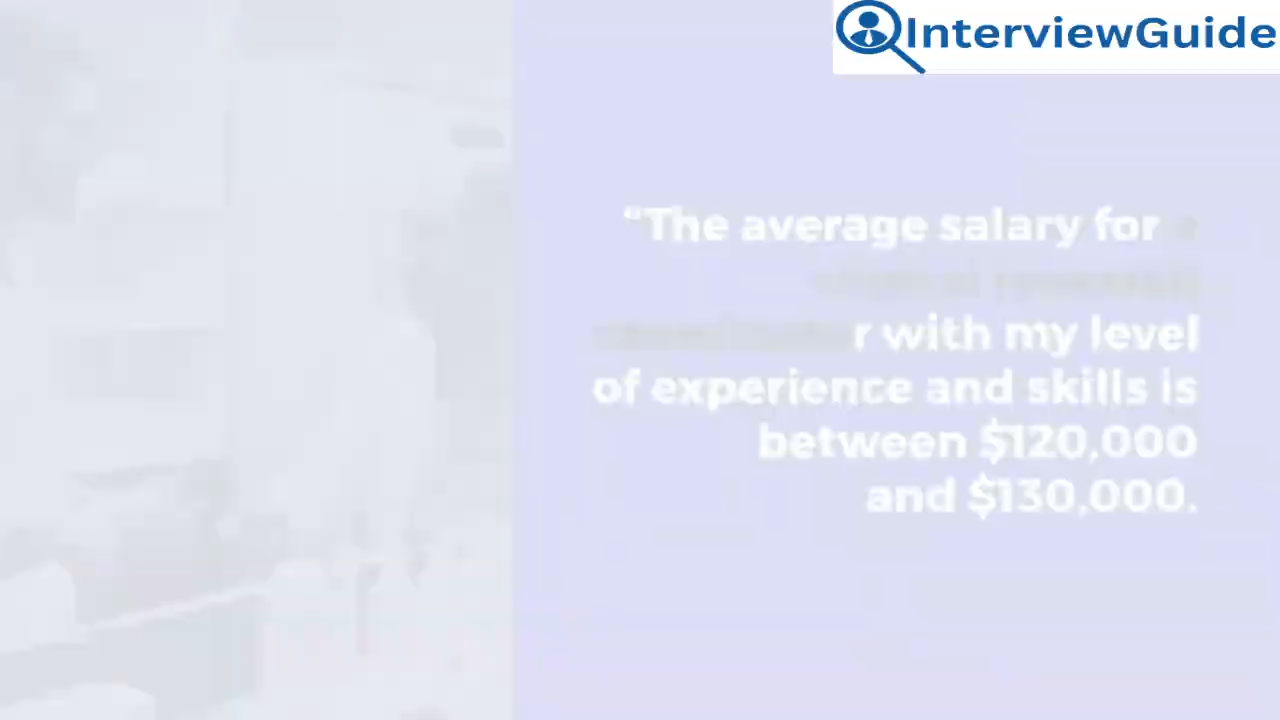 InterviewGuide
"The average salary for
r with my level
of experience and skills is
between $120,000
and $130,000.